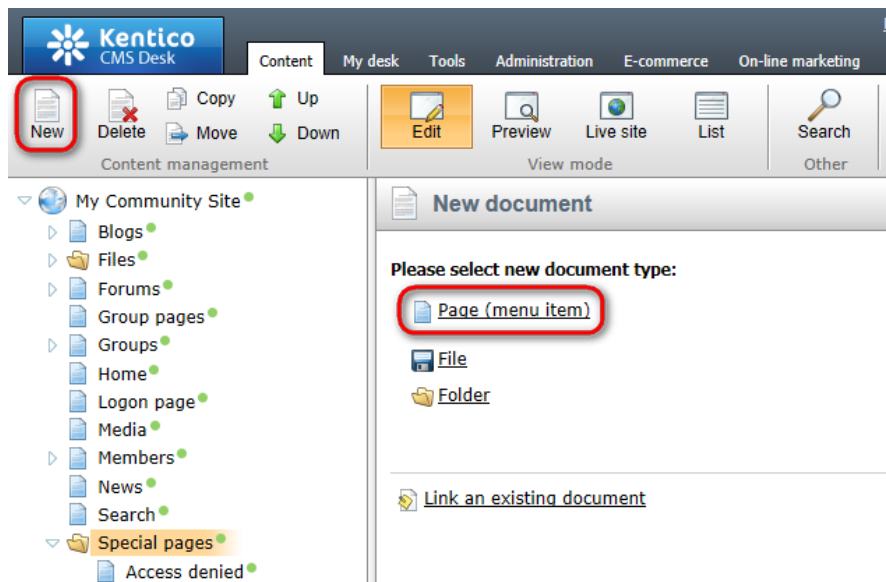 Kentico
CMS Desk
Content My desk Tools Administration E-commerce On-line marketing
New Delete Copy Move Up Down Edit Preview Live site List Search
Content management View mode Other
My Community Site
Blogs
Files
Forums
Group pages
Groups
Home
Logon page
Media
Members
News
Search
Special pages
Access denied
New document
Please select new document type:
Page (menu item)
File
Folder
Link an existing document